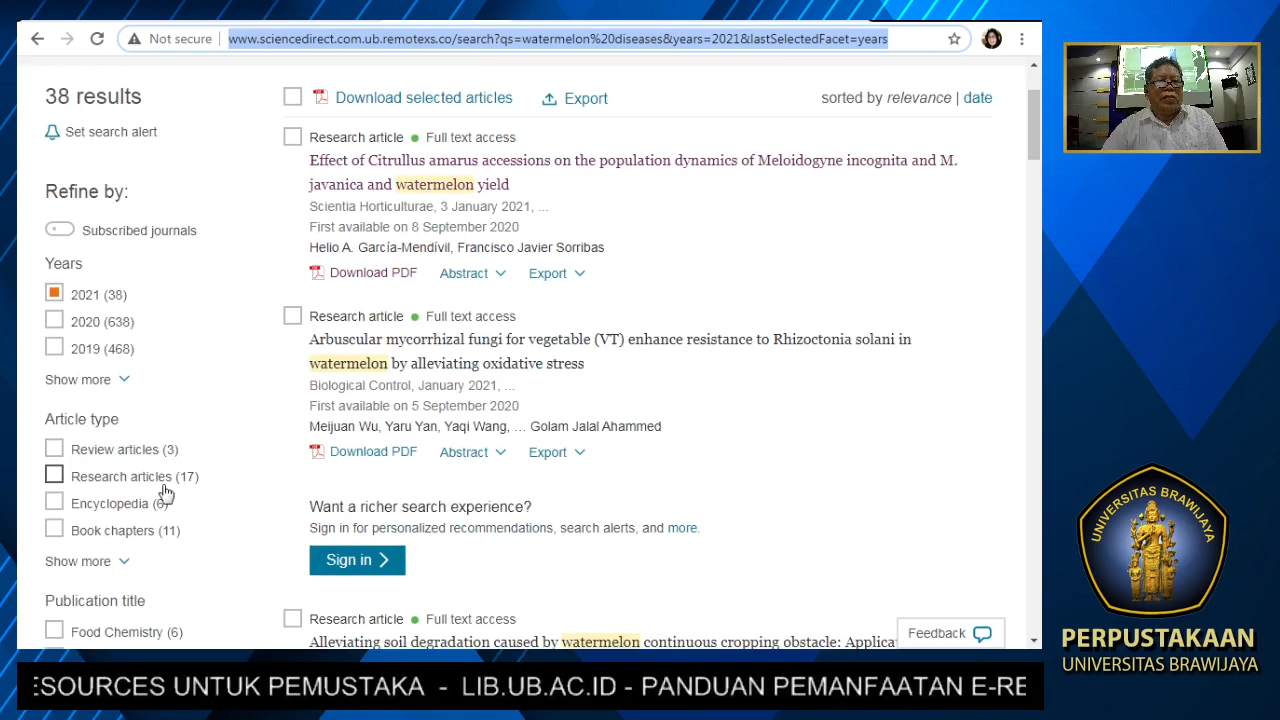 Not secure
www.sciencedirect.com.ub.remotexs.co/search?qs=watermelon%20diseases&years=2021&lastSelectedFacet=years
38 results
Set search alert
Refine by:
Subscribed journals
Years
2021 (38)
2020 (638)
2019 (468)
Show more
Article type
Review articles (3)
Research articles (17)
Encyclopedia (6)
Book chapters (11)
Show more
Publication title
Food Chemistry (6)
Download selected articles
Export
sorted by relevance | date
Research article Full text access
Effect of Citrullus amarus accessions on the population dynamics of Meloidogyne incognita and M.
javanica and watermelon yield
Scientia Horticulturae, 3 January 2021, ...
First available on 8 September 2020
Helio A. García-Mendívil, Francisco Javier Sorribas
Download PDF Abstract Export
Research article Full text access
Arbuscular mycorrhizal fungi for vegetable (VT) enhance resistance to Rhizoctonia solani in
watermelon by alleviating oxidative stress
Biological Control, January 2021, ...
First available on 5 September 2020
Meijuan Wu, Yaru Yan, Yaqi Wang, ... Golam Jalal Ahammed
Download PDF Abstract Export
Want a richer search experience?
Sign in for personalized recommendations, search alerts, and more.
Sign in
Research article Full text access
Alleviating soil degradation caused by watermelon continuous cropping obstacle: Applica
Feedback
UNIVERSITAS BRAWIJAYA
PERPUSTAKAAN
UNIVERSITAS BRAWIJAYA
ESOURCES UNTUK PEMUSTAKA - LIB.UB.AC.ID - PANDUAN PEMANFAATAN E-RE